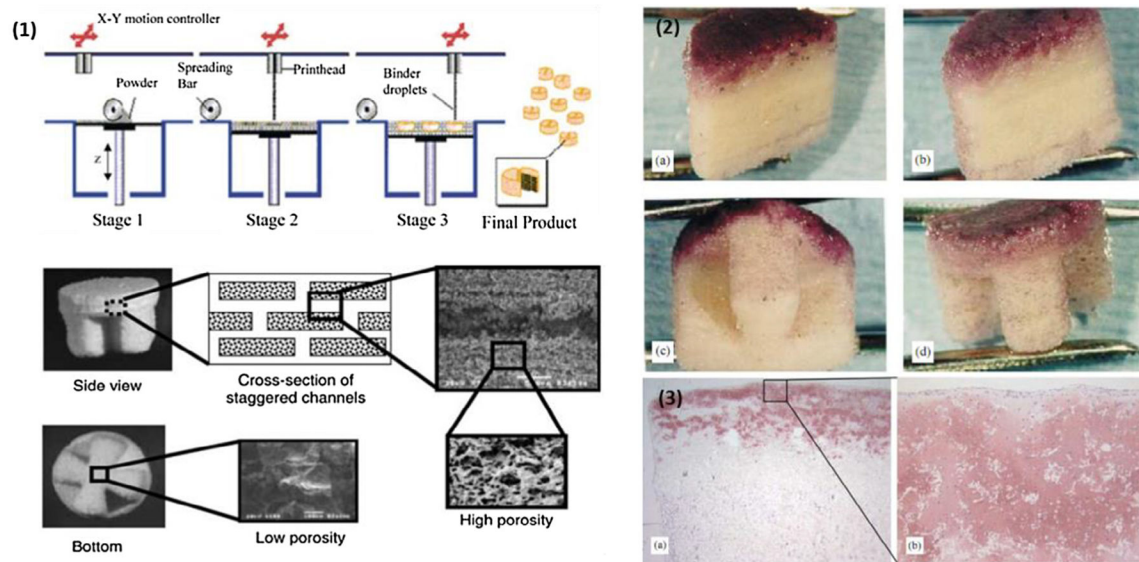 (1)
X-Y motion controller
Powder
Spreading
Bar
Printhead
Binder
droplets
Z
Stage 1
Stage 2
Stage 3
Final Product
Side view
Cross-section of
staggered channels
High porosity
Bottom
Low porosity
(2)
(a)
(b)
(c)
(d)
(3)
(a)
(b)